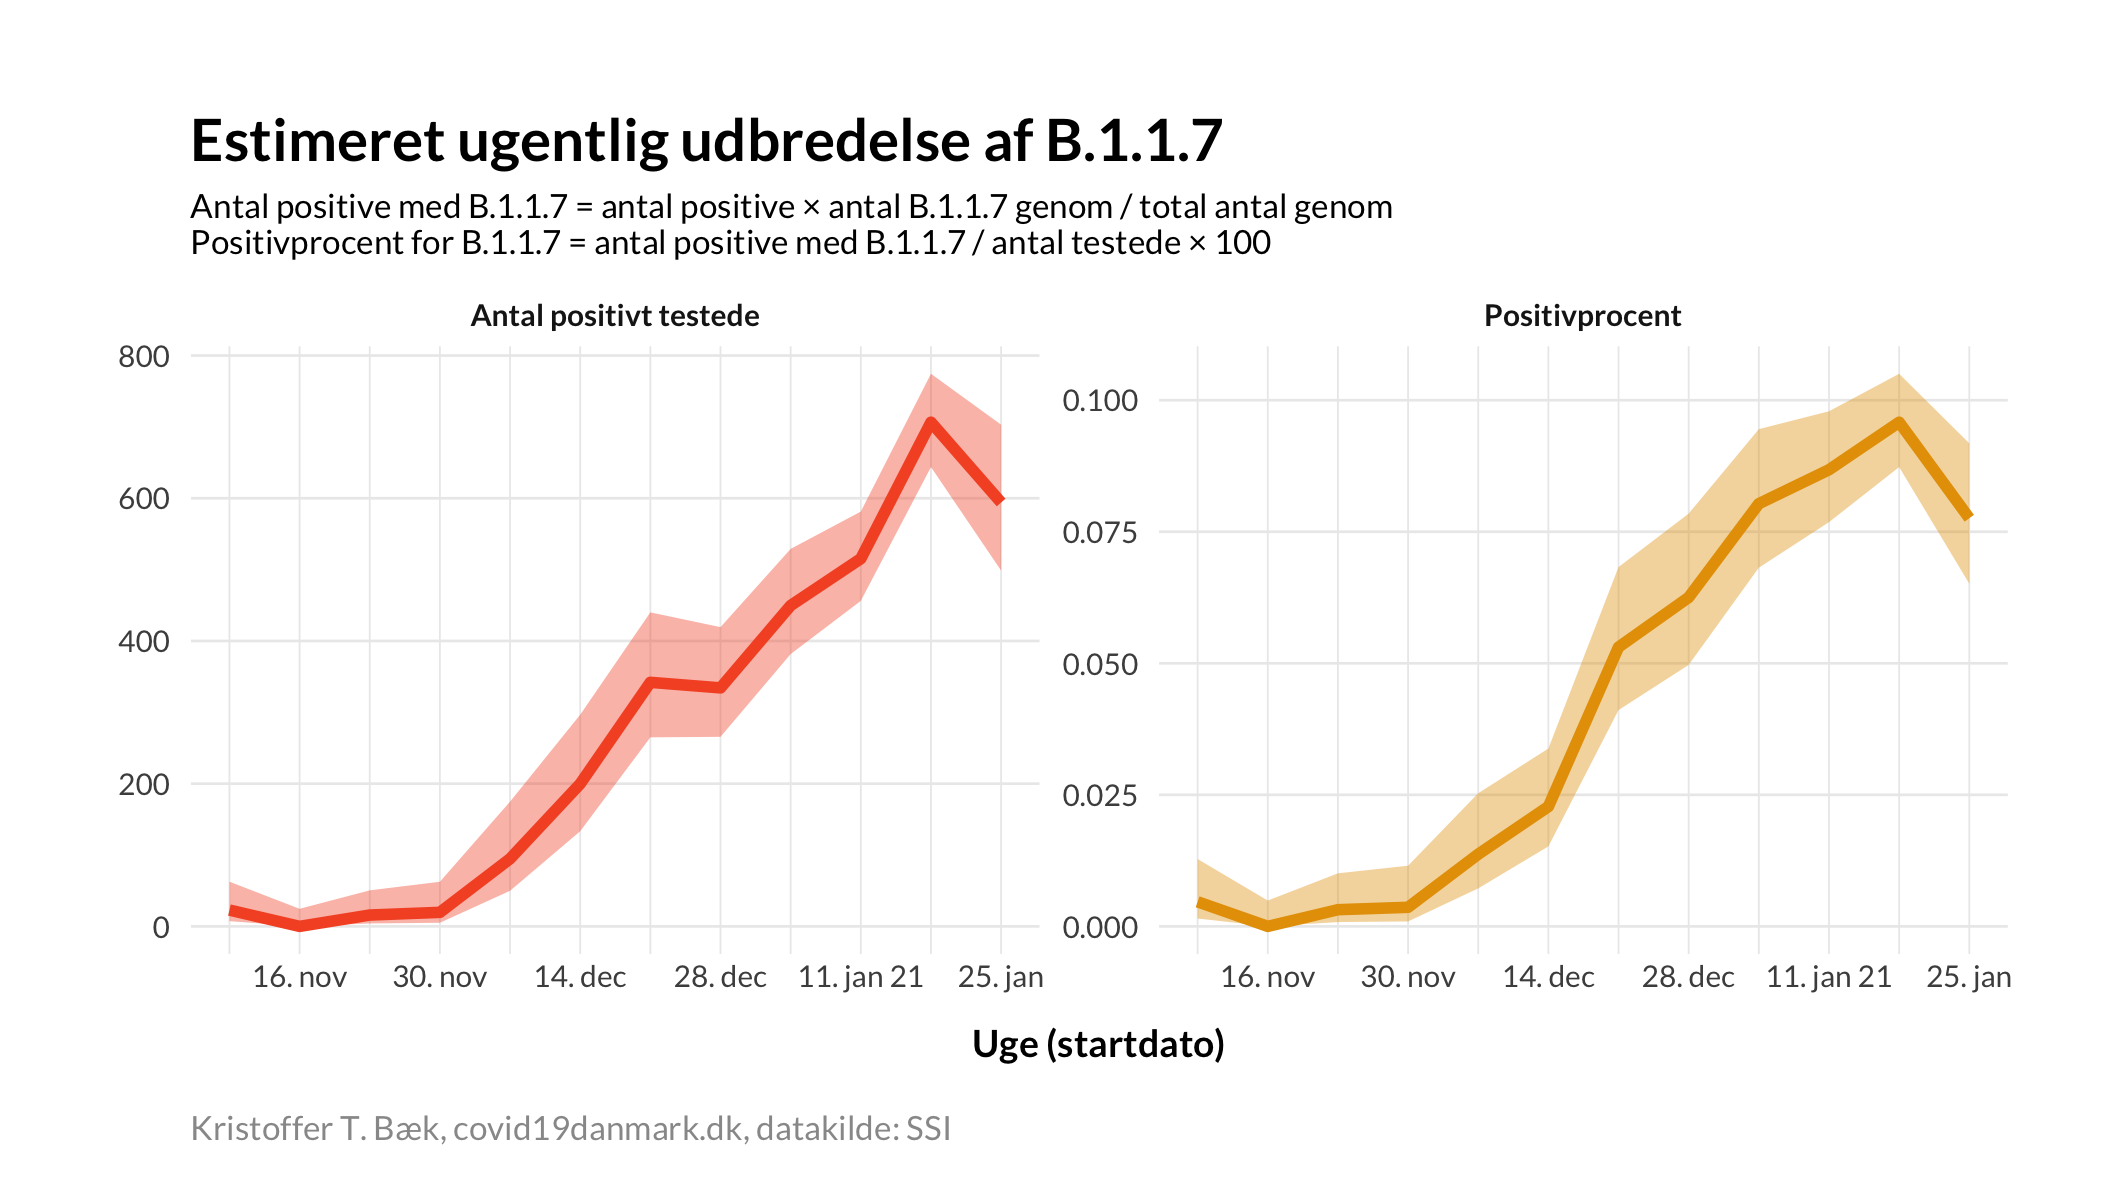 Estimeret ugentlig udbredelse af B.1.1.7
Antal positive med B.1.1.7 = antal positive × antal B.1.1.7 genom / total antal genom
Positivprocent for B.1.1.7 = antal positive med B.1.1.7 / antal testede × 100
Antal positivt testede
800
600
400
200
0
16. nov 30. nov 14. dec 28. dec 11. jan 21 25. jan
Positivprocent
0.100
0.075
0.050
0.025
0.000
16. nov 30. nov 14. dec 28. dec 11. jan 21 25. jan
Uge (startdato)
Kristoffer T. Bæk, covid19danmark.dk, datakilde: SSI